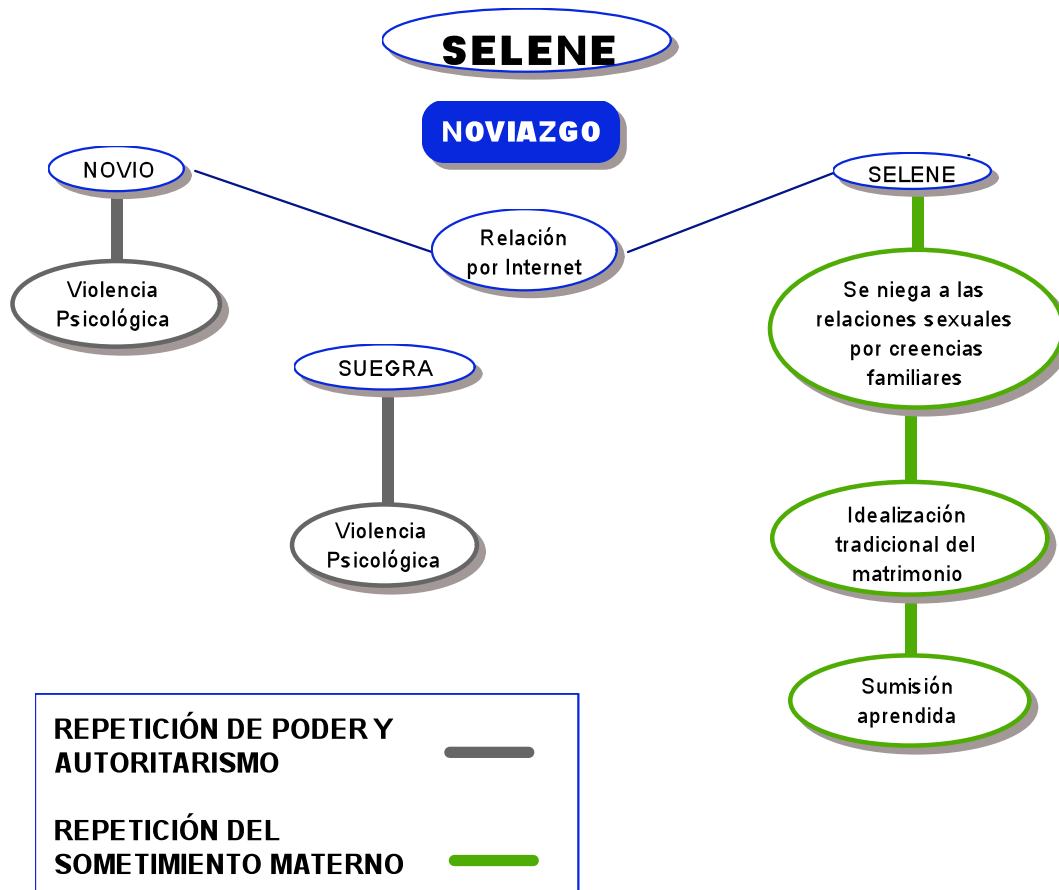 SELENE
NOVIAZGO
NOVIO
SELENE
Relación
por Internet
Violencia
Psicológica
Se niega a las
relaciones sexuales
por creencias
familiares
SUEGRA
Violencia
Psicológica
Idealización
tradicional del
matrimonio
Sumisión
aprendida
REPETICIÓN DE PODER Y
AUTORITARISMO
REPETICIÓN DEL
SOMETIMIENTO MATERNO